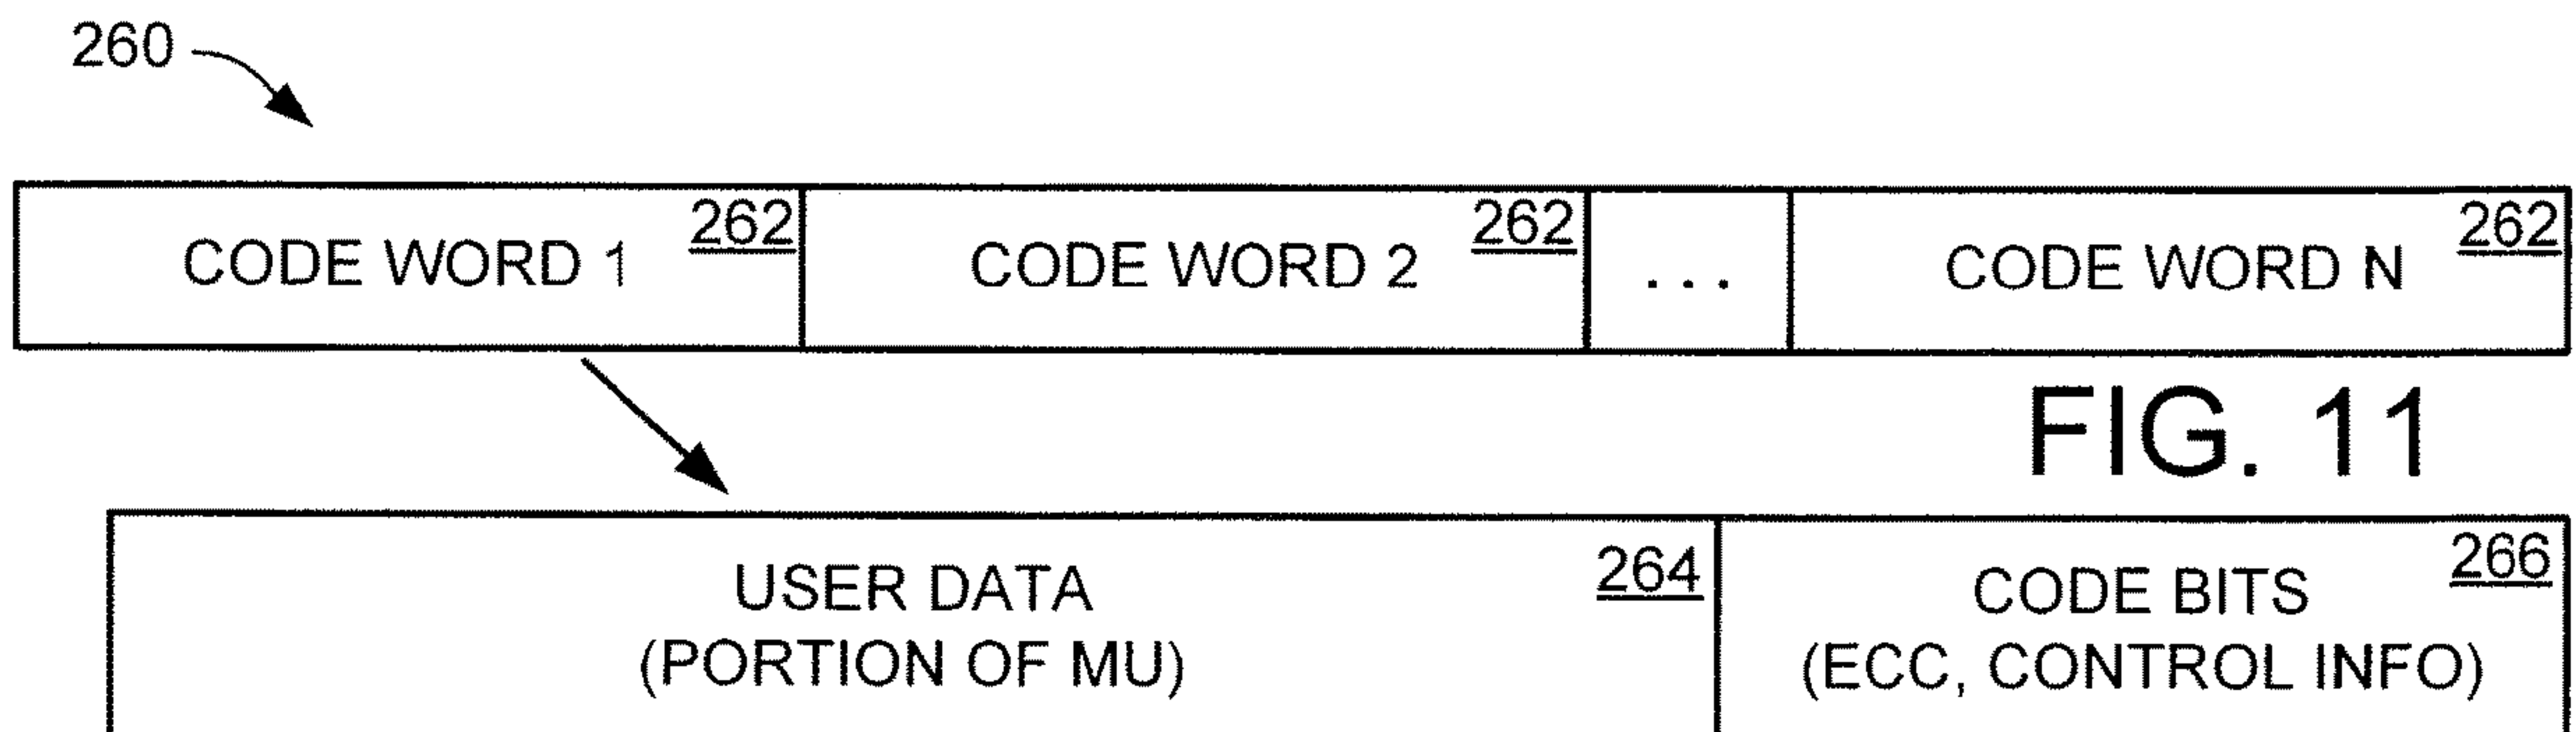 260
CODE WORD 1 262 CODE WORD 2 262 ... CODE WORD N 262
FIG. 11
USER DATA 264 CODE BITS 266
(PORTION OF MU) (ECC, CONTROL INFO)